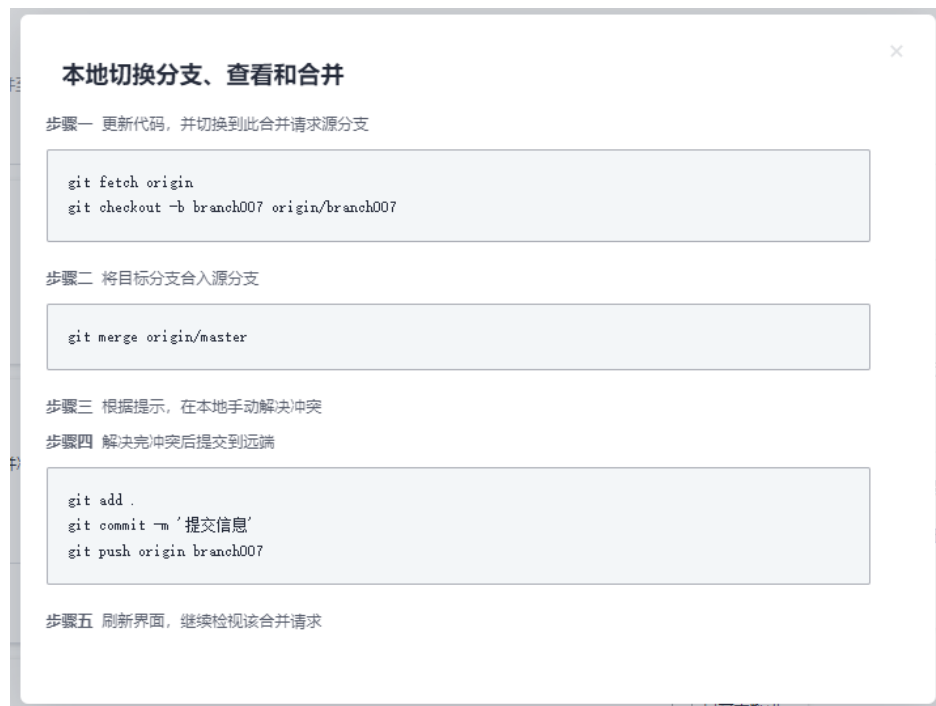 本地切换分支、查看和合并
步骤一 更新代码，并切换到此合并请求源分支
git fetch origin
git checkout -b branch007 origin/branch007
步骤二 将目标分支合入源分支
git merge origin/master
步骤三 根据提示，在本地手动解决冲突
步骤四 解决完冲突后提交到远端
git add .
git commit -m '提交信息'
git push origin branch007
步骤五 刷新界面，继续检视该合并请求